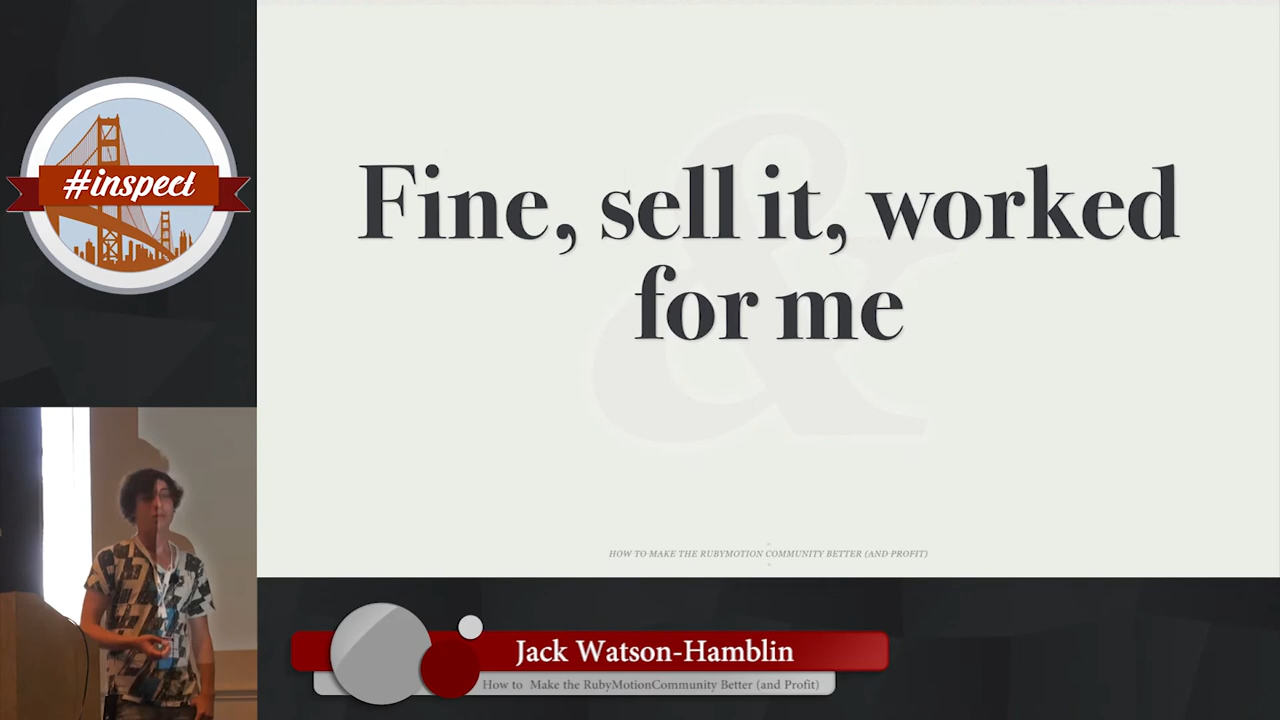 #inspect
Fine, sell it, worked
for me
HOW TO MAKE THE RUBYMOTION COMMUNITY BETTER (AND PROFIT)
Jack Watson-Hamblin
How to Make the RubyMotionCommunity Better (and Profit)